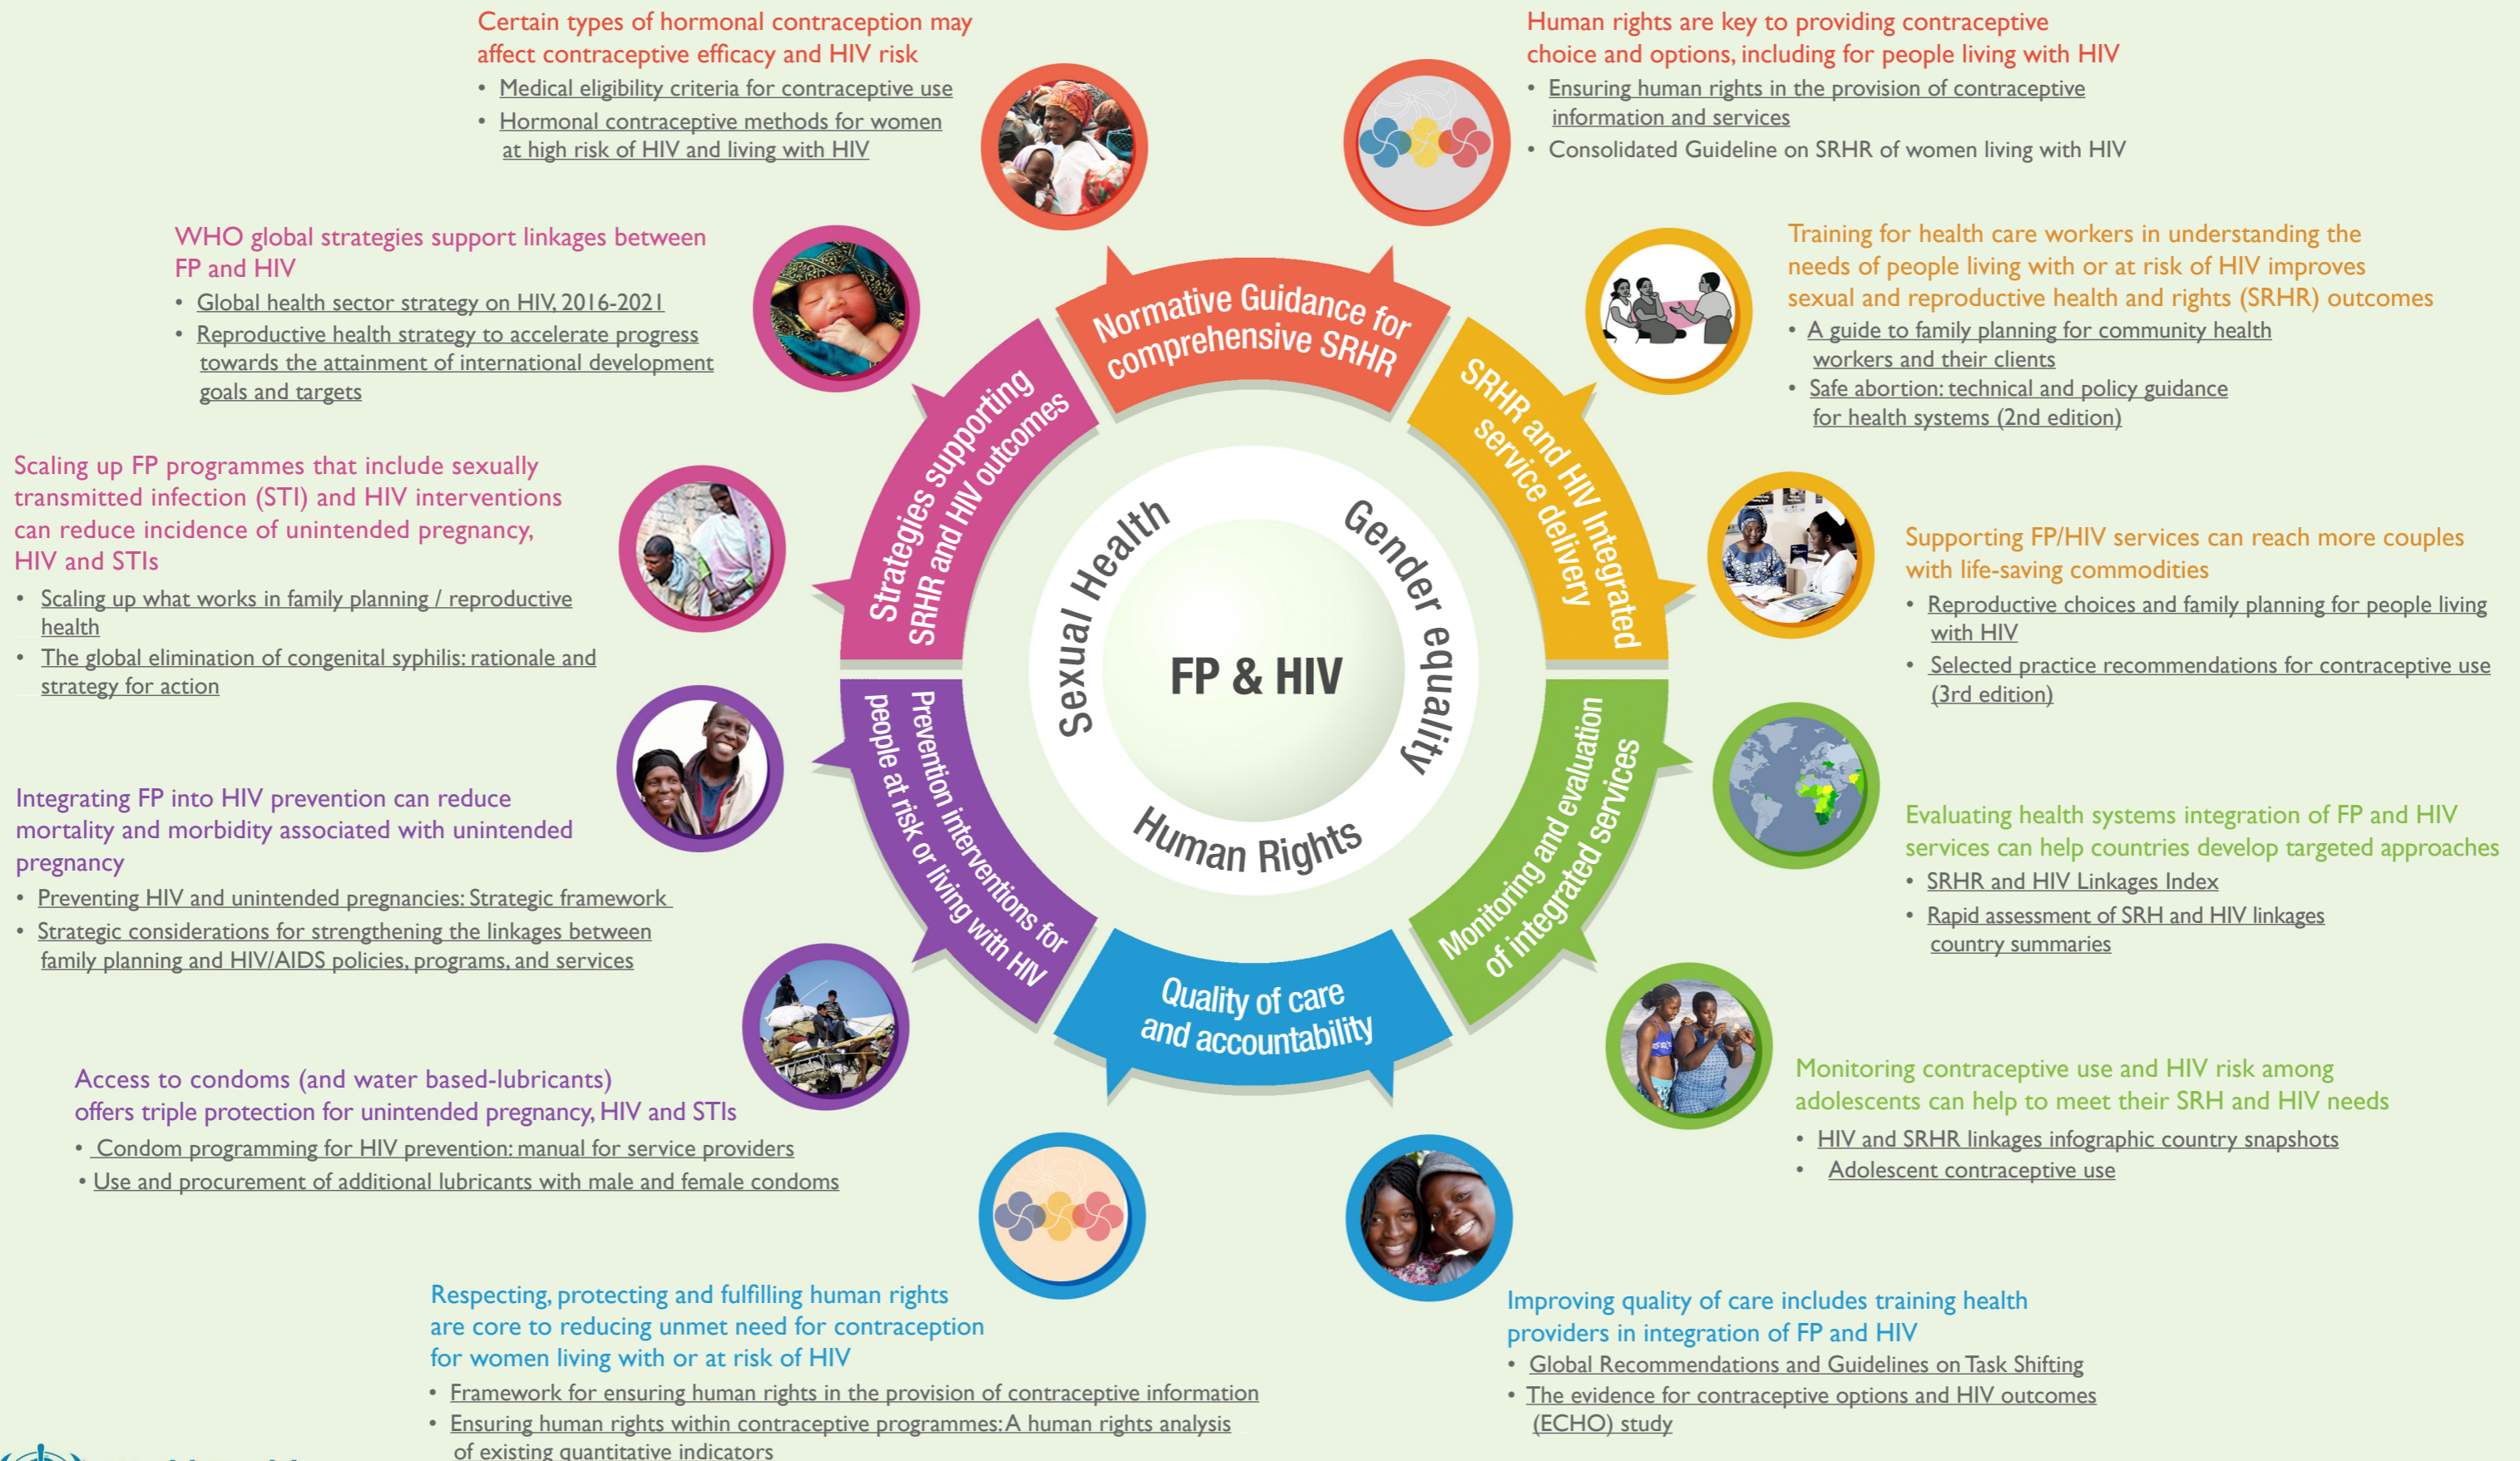 Certain types of hormonal contraception may
affect contraceptive efficacy and HIV risk
• Medical eligibility criteria for contraceptive use
• Hormonal contraceptive methods for women
at high risk of HIV and living with HIV
Human rights are key to providing contraceptive
choice and options, including for people living with HIV
• Ensuring human rights in the provision of contraceptive
information and services
• Consolidated Guideline on SRHR of women living with HIV
WHO global strategies support linkages between
FP and HIV
• Global health sector strategy on HIV, 2016-2021
• Reproductive health strategy to accelerate progress
towards the attainment of international development
goals and targets
Training for health care workers in understanding the
needs of people living with or at risk of HIV improves
sexual and reproductive health and rights (SRHR) outcomes
• A guide to family planning for community health
workers and their clients
• Safe abortion: technical and policy guidance
for health systems (2nd edition)
Scaling up FP programmes that include sexually
transmitted infection (STI) and HIV interventions
can reduce incidence of unintended pregnancy,
HIV and STIs
• Scaling up what works in family planning / reproductive
health
• The global elimination of congenital syphilis: rationale and
strategy for action
Supporting FP/HIV services can reach more couples
with life-saving commodities
• Reproductive choices and family planning for people living
with HIV
• Selected practice recommendations for contraceptive use
(3rd edition)
Normative Guidance for
comprehensive SRHR
Strategies supporting
SRHR and HIV outcomes
SRHR and HIV Integrated
service delivery
Sexual Health
Gender equality
FP & HIV
Human Rights
Prevention interventions for
people at risk or living with HIV
Monitoring and evaluation
of integrated services
Quality of care
and accountability
Integrating FP into HIV prevention can reduce
mortality and morbidity associated with unintended
pregnancy
• Preventing HIV and unintended pregnancies: Strategic framework
• Strategic considerations for strengthening the linkages between
family planning and HIV/AIDS policies, programs, and services
Evaluating health systems integration of FP and HIV
services can help countries develop targeted approaches
• SRHR and HIV Linkages Index
• Rapid assessment of SRH and HIV linkages
country summaries
Access to condoms (and water based-lubricants)
offers triple protection for unintended pregnancy, HIV and STIs
• Condom programming for HIV prevention: manual for service providers
• Use and procurement of additional lubricants with male and female condoms
Monitoring contraceptive use and HIV risk among
adolescents can help to meet their SRH and HIV needs
• HIV and SRHR linkages infographic country snapshots
• Adolescent contraceptive use
Respecting, protecting and fulfilling human rights
are core to reducing unmet need for contraception
for women living with or at risk of HIV
• Framework for ensuring human rights in the provision of contraceptive information
• Ensuring human rights within contraceptive programmes: A human rights analysis
of existing quantitative indicators
Improving quality of care includes training health
providers in integration of FP and HIV
• Global Recommendations and Guidelines on Task Shifting
• The evidence for contraceptive options and HIV outcomes
(ECHO) study